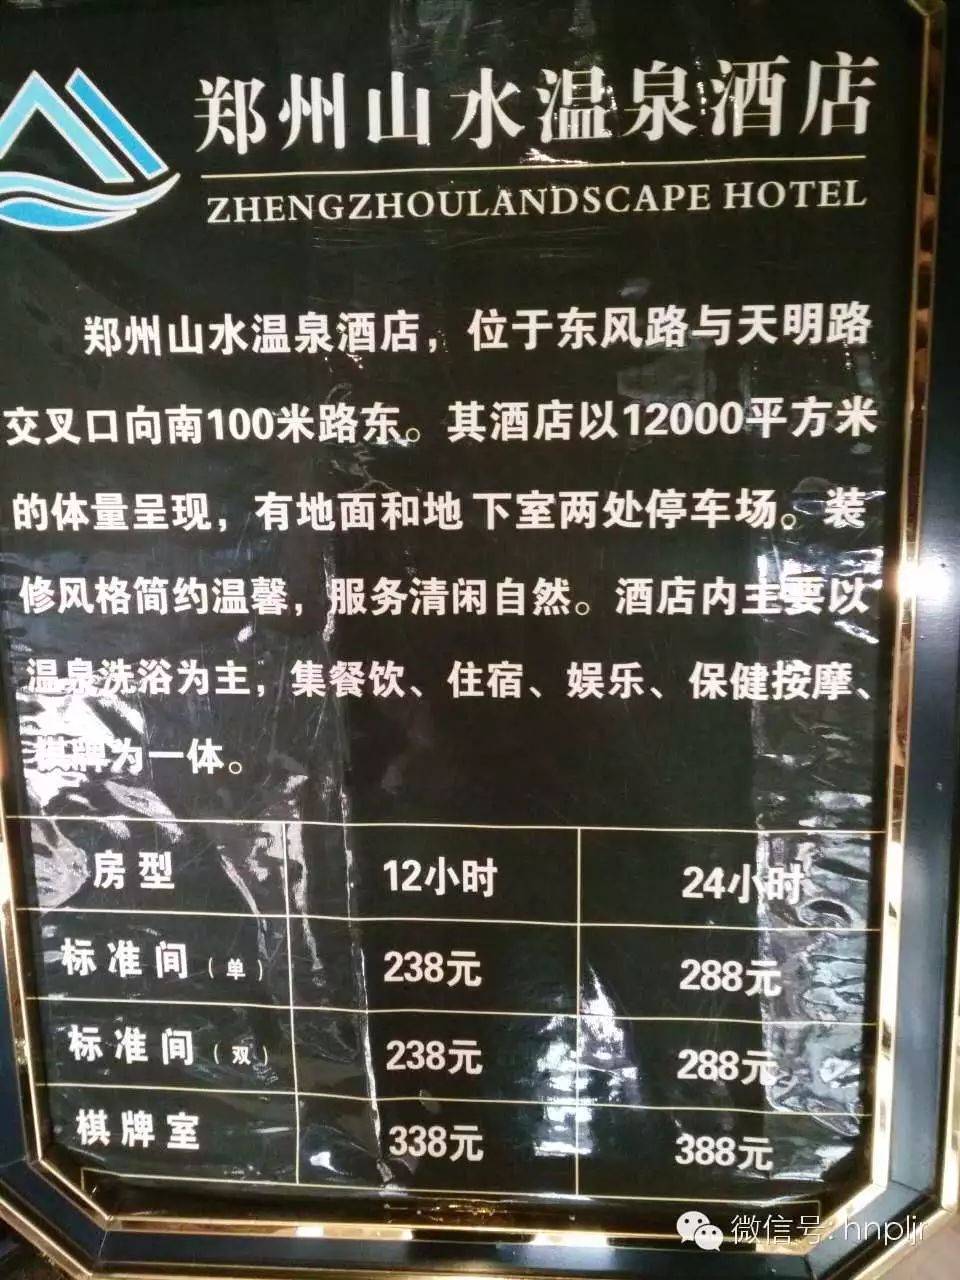 郑州山水温泉酒店
ZHENGZHOULANDSCAPE HOTEL
郑州山水温泉酒店，位于东风路与天明路
交叉口向南100米路东。其酒店以12000平方米
的体量呈现，有地面和地下室两处停车场。装
修风格简约温馨，服务清闲自然。酒店内主要以
温泉洗浴为主，集餐饮、住宿、娱乐、保健按摩、
棋牌为一体。
房型 12小时 24小时
标准间（单） 238元 288元
标准间（双） 238元 288元
棋牌室 338元 388元
微信号: hnpljr